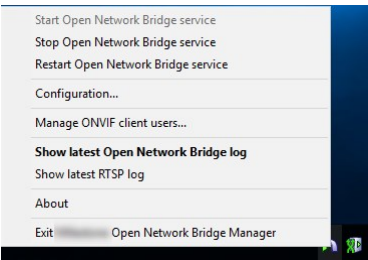 Start Open Network Bridge service
Stop Open Network Bridge service
Restart Open Network Bridge service
Configuration...
Manage ONVIF client users...
Show latest Open Network Bridge log
Show latest RTSP log
About
Exit Open Network Bridge Manager